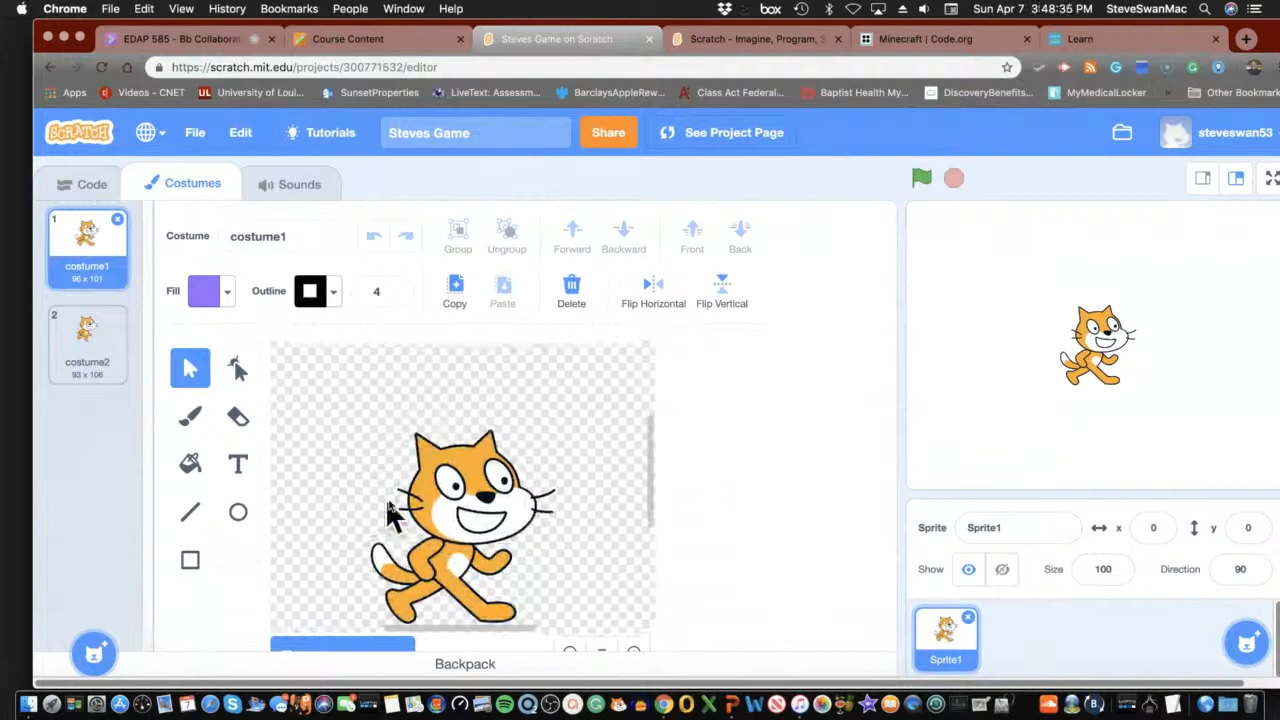 Chrome File Edit View History Bookmarks People Window Help box Sun Apr 7 3:48:35 PM SteveSwanMac
EDAP 585 - Bb Collaborat Course Content Steves Game on Scratch Scratch - Imagine, Program, S Minecraft | Code.org Learn
https://scratch.mit.edu/projects/300771532/editor
Apps Videos - CNET UL University of Loui... SunsetProperties LiveText: Assessm... BarclaysAppleRew... Class Act Federal... Baptist Health My... DiscoveryBenefits... MyMedicalLocker » Other Bookmark
SCRATCH File Edit Tutorials Steves Game Share See Project Page steveswan53
Code Costumes Sounds
1
costume1
96 x 101
2
costume2
93 x 106
Costume costume1 Group Ungroup Forward Backward Front Back
Fill Outline 4 Copy Paste Delete Flip Horizontal Flip Vertical
T
Sprite Sprite1 x 0 y 0
Show Size 100 Direction 90
Sprite1
Backpack